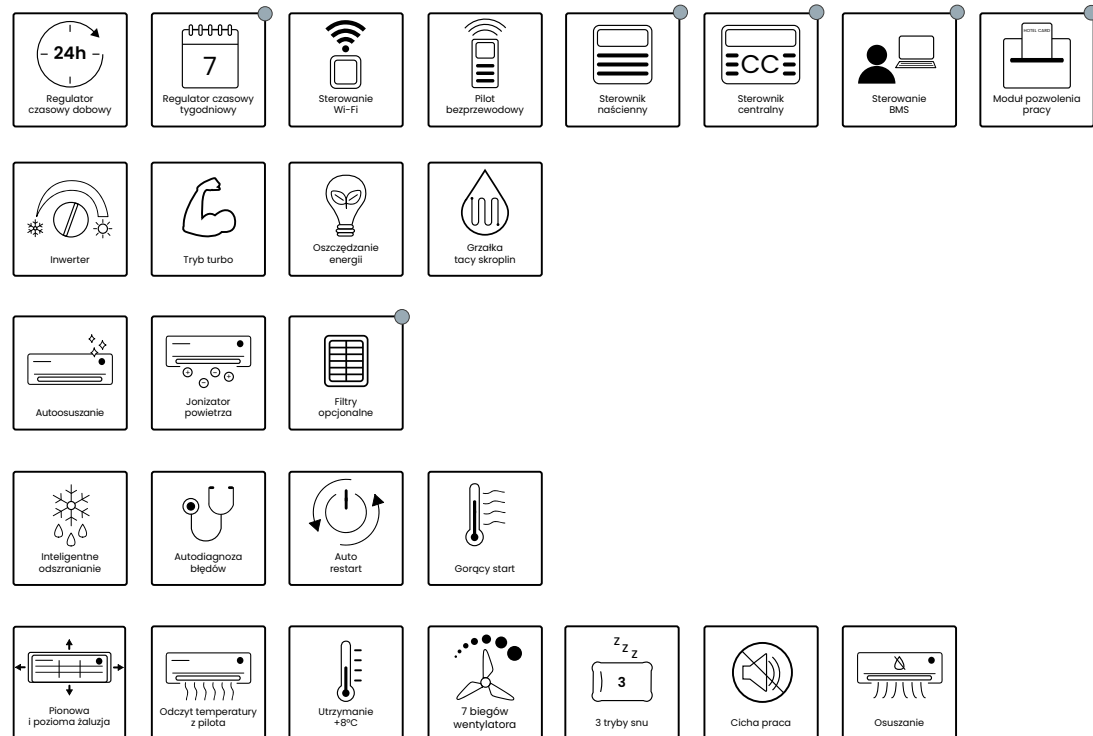 24h
Regulator
czasowy dobowy
7
Regulator czasowy
tygodniowy
Sterowanie
Wi-Fi
Pilot
bezprzewodowy
Sterownik
naścienny
CC
Sterownik
centralny
Sterowanie
BMS
HOTEL CARD
Moduł pozwolenia
pracy
Inwerter
Tryb turbo
Oszczędzanie
energii
Grzałka
tacy skroplin
Autoosuszanie
Jonizator
powietrza
Filtry
opcjonalne
Inteligentne
odszranianie
Autodiagnoza
błędów
Auto
restart
Gorący start
Pionowa
i pozioma żaluzja
Odczyt temperatury
z pilota
Utrzymanie
+8°C
7 biegów
wentylatora
z z z
3
3 tryby snu
Cicha praca
Osuszanie